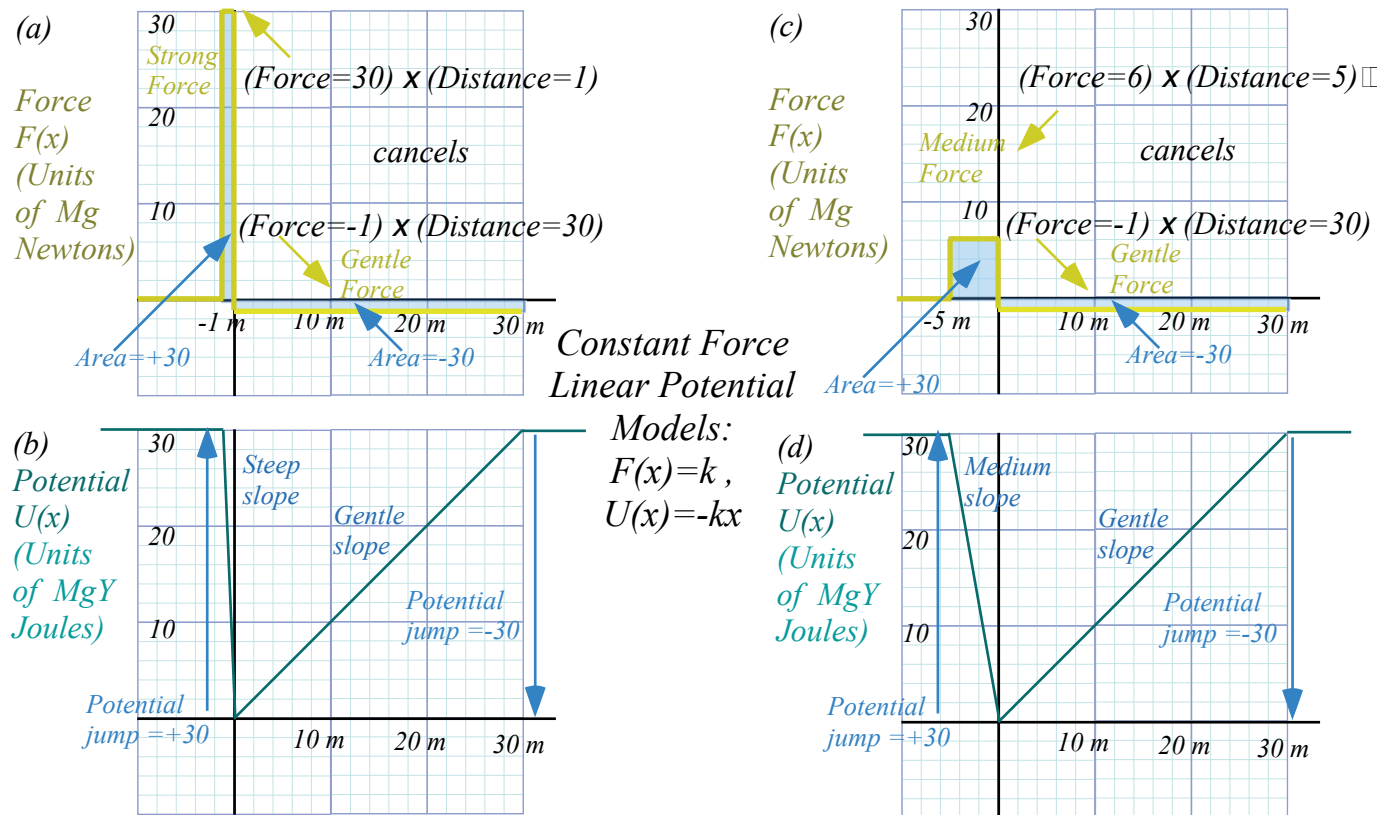 (a)
Force
F(x)
(Units
of Mg
Newtons)
30
20
10
Strong
Force
(Force=30) x (Distance=1)
cancels
(Force=-1) x (Distance=30)
Gentle
Force
-1 m
10 m
20 m
30 m
Area=+30
Area=-30
(b)
Potential
U(x)
(Units
of MgY
Joules)
30
20
10
Steep
slope
Gentle
slope
Potential
jump =-30
Potential
jump =+30
10 m
20 m
30 m
Constant Force
Linear Potential
Models:
F(x)=k ,
U(x)=-kx
(c)
Force
F(x)
(Units
of Mg
Newtons)
30
20
10
(Force=6) x (Distance=5)
Medium
Force
cancels
(Force=-1) x (Distance=30)
Gentle
Force
-5 m
10 m
20 m
30 m
Area=+30
Area=-30
(d)
Potential
U(x)
(Units
of MgY
Joules)
30
20
10
Medium
slope
Gentle
slope
Potential
jump =-30
Potential
jump =+30
10 m
20 m
30 m